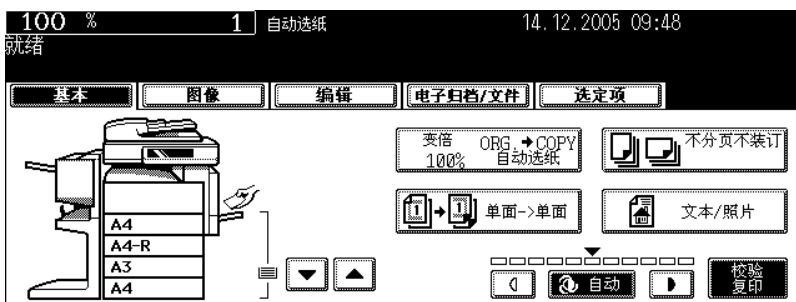 100 % 1 自动选纸 14.12.2005 09:48
就绪
基本 图像 编辑 电子归档/文件 选定项
变倍 ORG.→COPY
100% 自动选纸
不分页不装订
1→1 单面->单面
文本/照片
A4
A4-R
A3
A4
自动
校验
复印